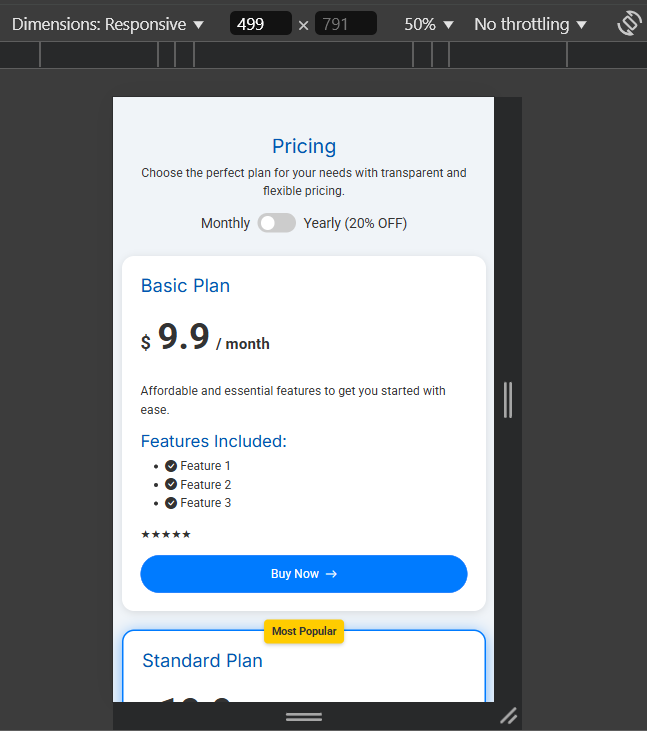 Dimensions: Responsive ▼ 499 × 791 50% ▼ No throttling ▼
Pricing
Choose the perfect plan for your needs with transparent and
flexible pricing.
Monthly Yearly (20% OFF)
Basic Plan
$ 9.9 / month
Affordable and essential features to get you started with
ease.
Features Included:
• Feature 1
• Feature 2
• Feature 3
★★★★★
Buy Now →
Most Popular
Standard Plan